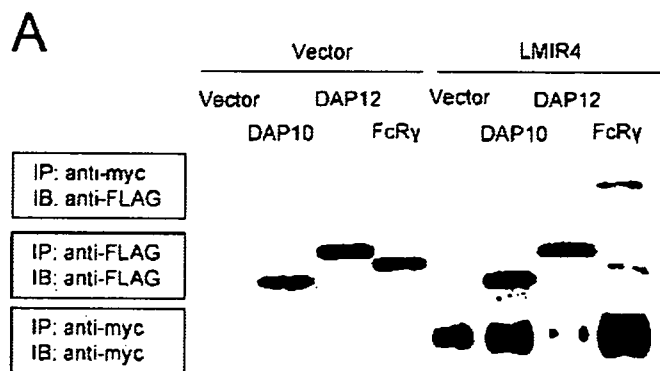 A
Vector LMIR4
Vector DAP12 Vector DAP12
DAP10 FcRγ DAP10 FcRγ
IP: anti-myc
IB. anti-FLAG
IP: anti-FLAG
IB: anti-FLAG
IP: anti-myc
IB: anti-myc